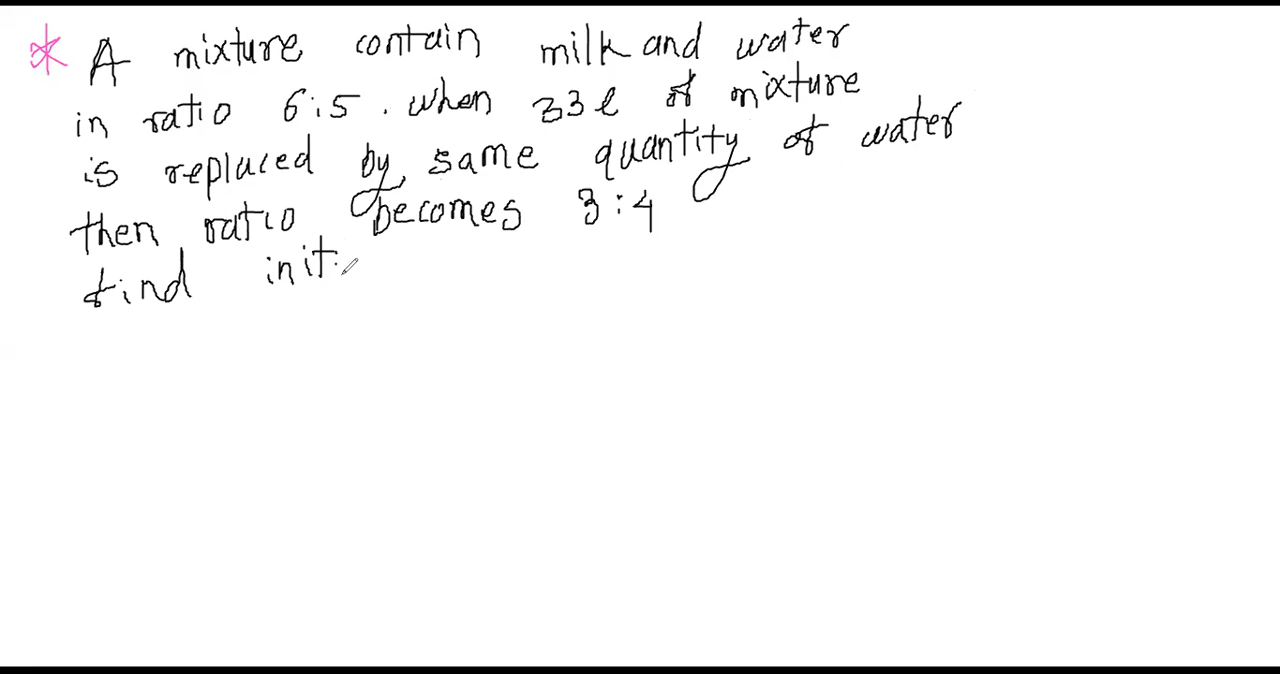 * A mixture contain milk and water
in ratio 6:5. when 33l of mixture
is replaced by same quantity of water
then ratio becomes 3:4
find init